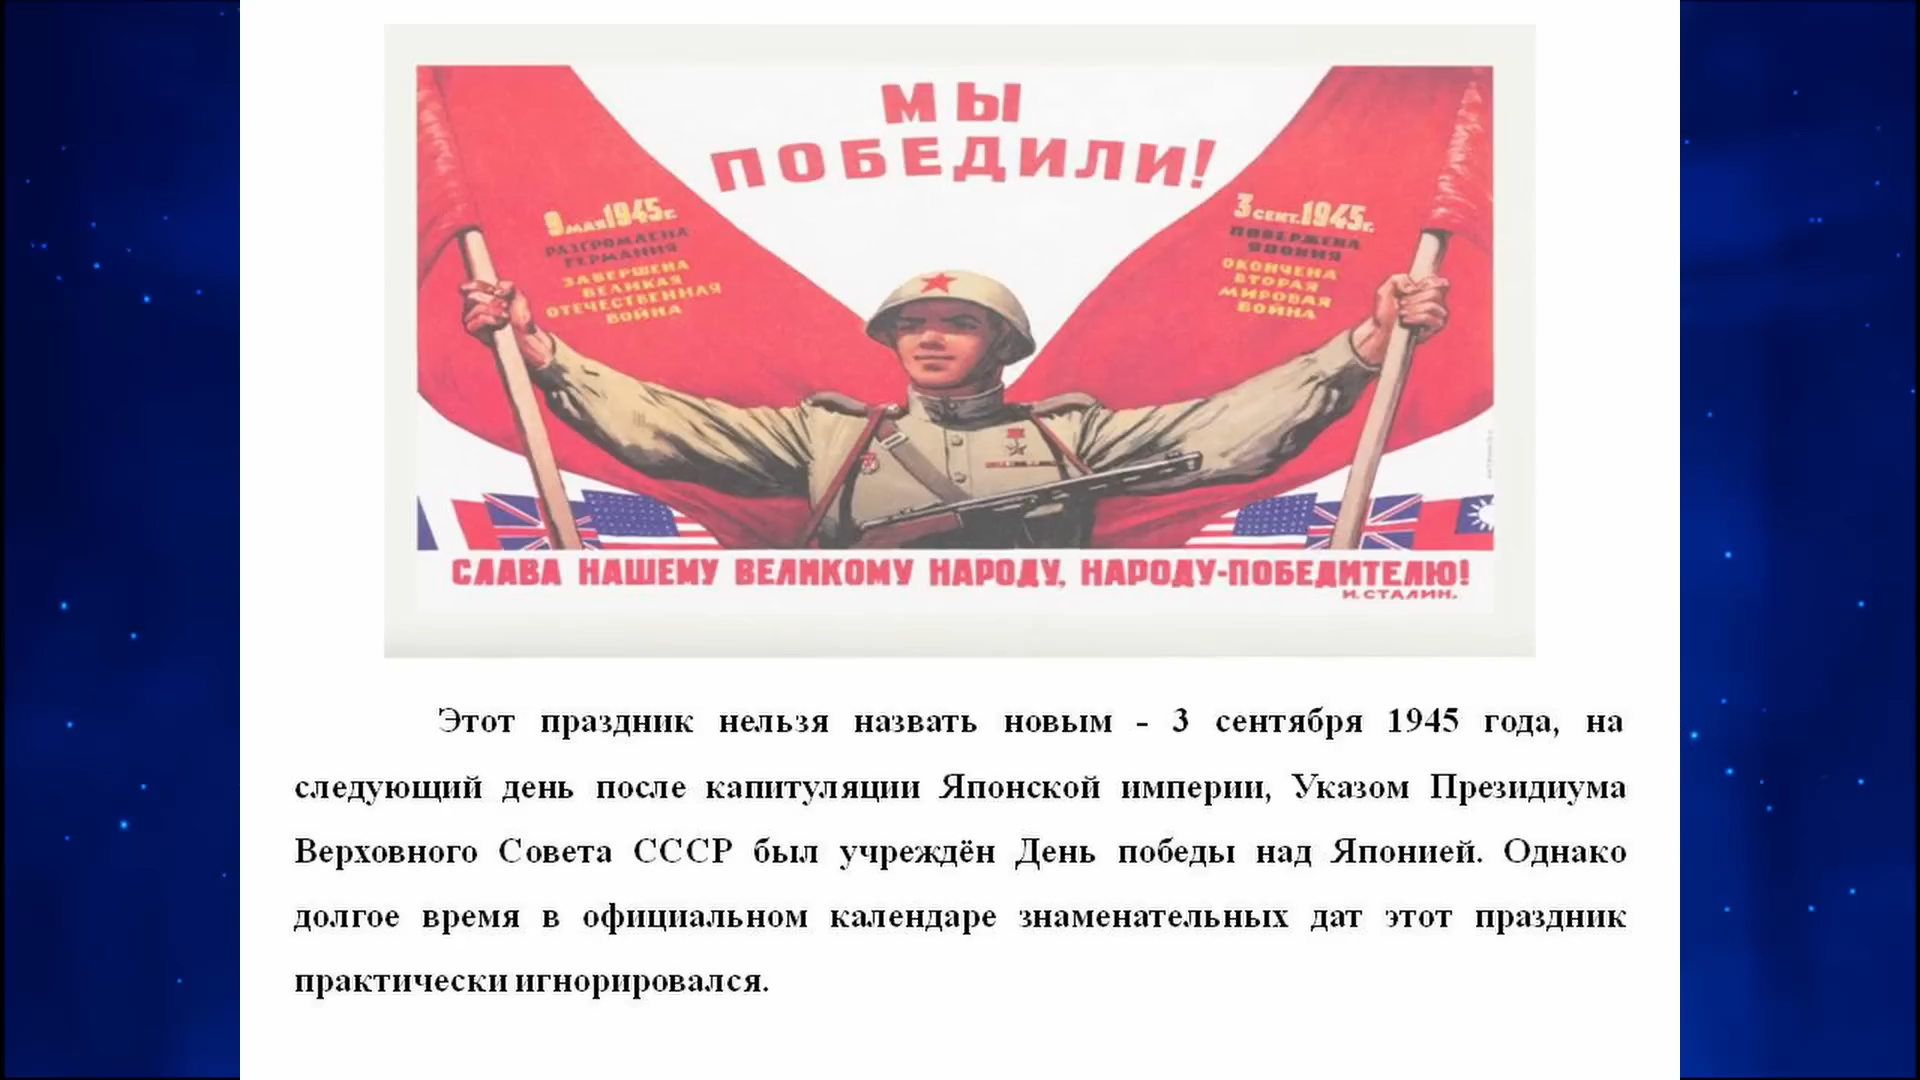 МЫ
ПОБЕДИЛИ!
9 МАЯ 1945 г.
РАЗГРОМЛЕНА
ГЕРМАНИЯ
ЗАВЕРШЕНА
ВЕЛИКАЯ
ОТЕЧЕСТВЕННАЯ
ВОЙНА
3 СЕНТ. 1945 г.
ПОВЕРЖЕНА
ЯПОНИЯ
ОКОНЧЕНА
ВТОРАЯ
МИРОВАЯ
ВОЙНА
СЛАВА НАШЕМУ ВЕЛИКОМУ НАРОДУ, НАРОДУ-ПОБЕДИТЕЛЮ!
И. СТАЛИН.
Этот праздник нельзя назвать новым - 3 сентября 1945 года, на
следующий день после капитуляции Японской империи, Указом Президиума
Верховного Совета СССР был учреждён День победы над Японией. Однако
долгое время в официальном календаре знаменательных дат этот праздник
практически игнорировался.